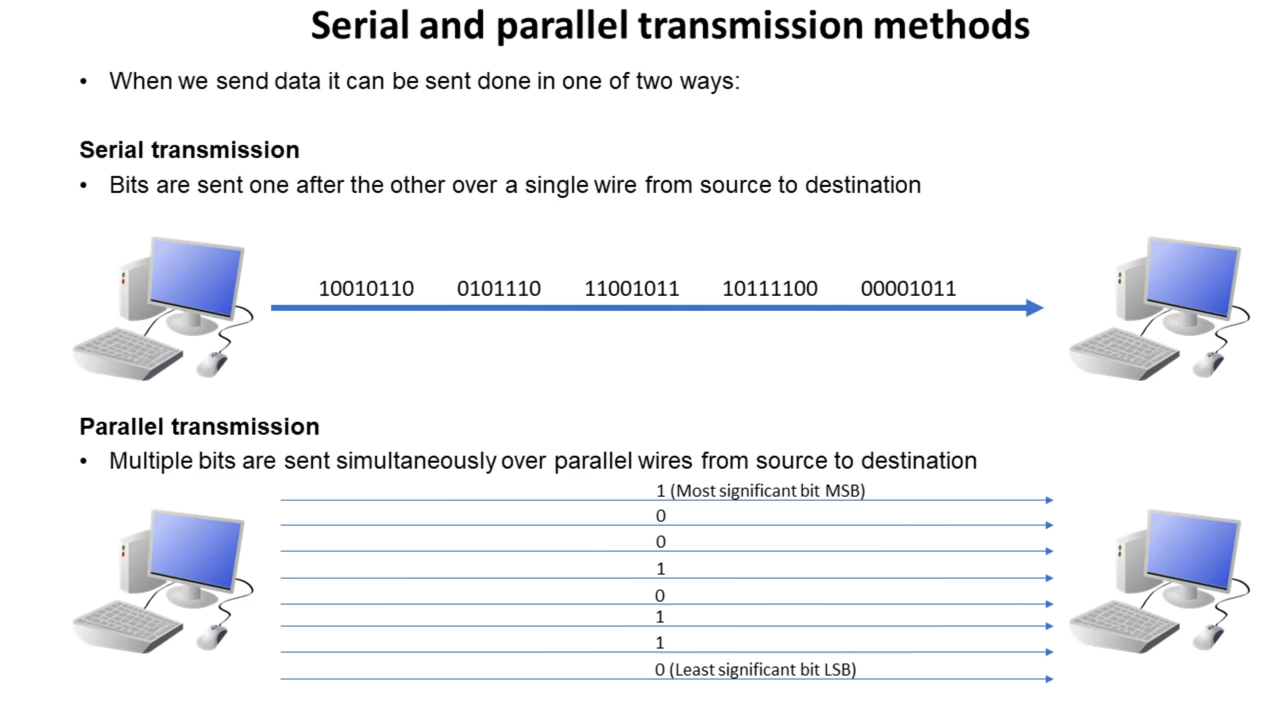 Serial and parallel transmission methods
• When we send data it can be sent done in one of two ways:
Serial transmission
• Bits are sent one after the other over a single wire from source to destination
10010110 0101110 11001011 10111100 00001011
Parallel transmission
• Multiple bits are sent simultaneously over parallel wires from source to destination
1 (Most significant bit MSB)
0
0
1
0
1
1
0 (Least significant bit LSB)